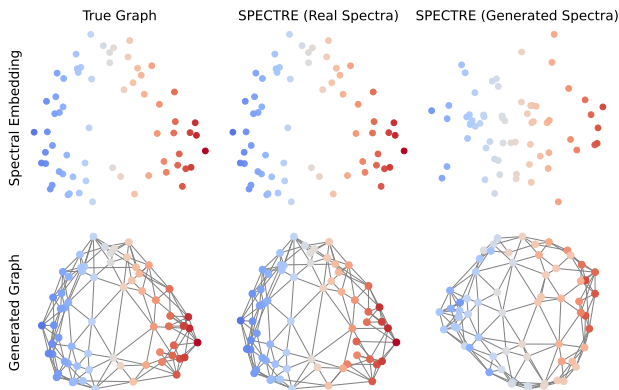 True Graph
SPECTRE (Real Spectra)
SPECTRE (Generated Spectra)
Spectral Embedding
Generated Graph